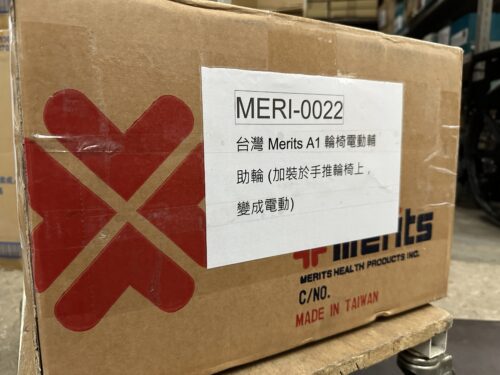 MERI-0022
台灣 Merits A1 輪椅電動輔
助輪 (加裝於手推輪椅上，
變成電動)
merits
MERITS HEALTH PRODUCTS INC.
C/NO.
MADE IN TAIWAN